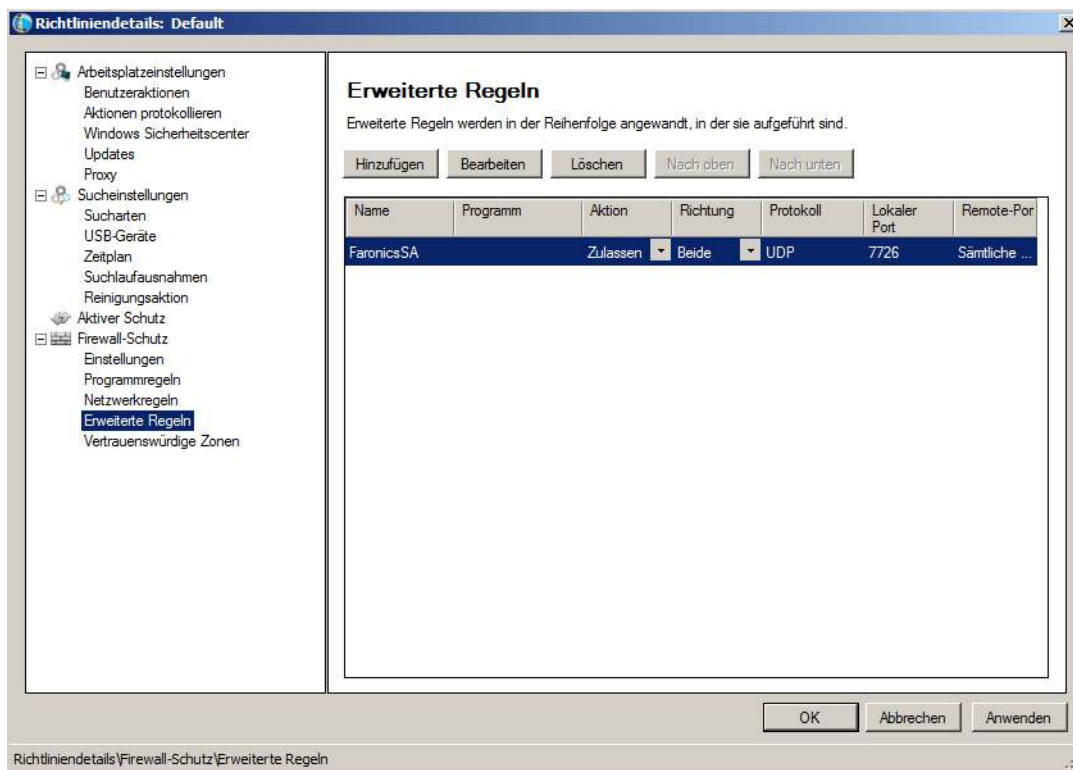 Richtliniendetails: Default
Arbeitsplatzeinstellungen
Benutzeraktionen
Aktionen protokollieren
Windows Sicherheitscenter
Updates
Proxy
Sucheinstellungen
Sucharten
USB-Geräte
Zeitplan
Suchlaufausnahmen
Reinigungsaktion
Aktiver Schutz
Firewall-Schutz
Einstellungen
Programmregeln
Netzwerkregeln
Erweiterte Regeln
Vertrauenswürdige Zonen
Erweiterte Regeln
Erweiterte Regeln werden in der Reihenfolge angewandt, in der sie aufgeführt sind.
Hinzufügen Bearbeiten Löschen Nach oben Nach unten
Name Programm Aktion Richtung Protokoll Lokaler Port Remote-Por
FaronicsSA Zulassen Beide UDP 7726 Sämtliche ...
OK Abbrechen Anwenden
Richtliniendetails\Firewall-Schutz\Erweiterte Regeln